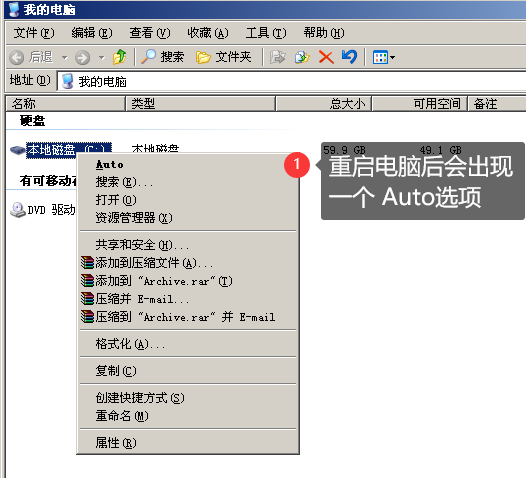 我的电脑
文件(F) 编辑(E) 查看(V) 收藏(A) 工具(T) 帮助(H)
后退 搜索 文件夹
地址(D) 我的电脑
名称 类型 总大小 可用空间 备注
硬盘
本地磁盘 (C:) 本地磁盘 59.9 GB 49.1 GB
Auto
1
重启电脑后会出现
一个 Auto选项
搜索(E)...
有可移动存
打开(O)
DVD 驱动
资源管理器(X)
共享和安全(H)...
添加到压缩文件(A)...
添加到 "Archive.rar"(T)
压缩并 E-mail...
压缩到 "Archive.rar" 并 E-mail
格式化(A)...
复制(C)
创建快捷方式(S)
重命名(M)
属性(R)